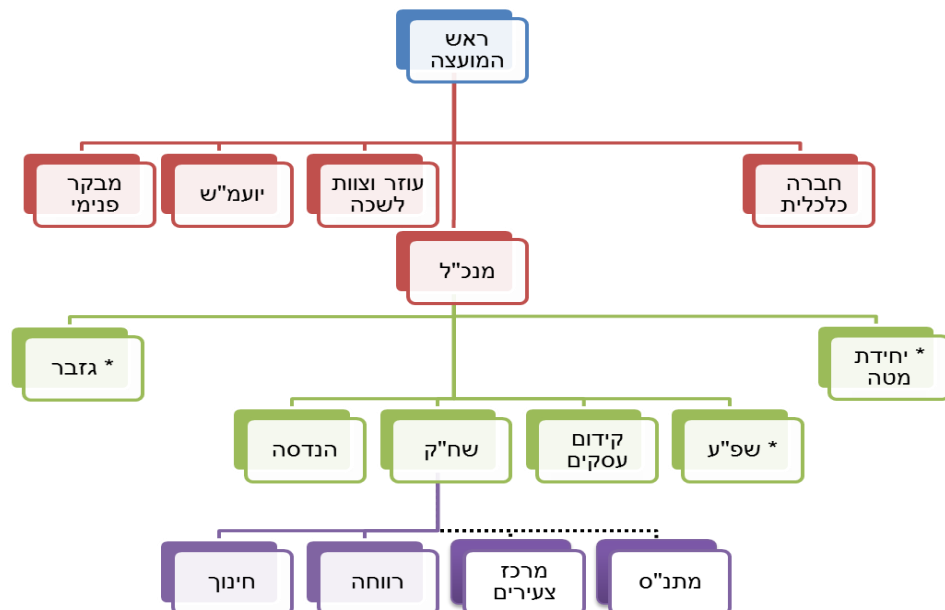 ראש
המועצה
חברה
כלכלית
עוזר וצוות
לשכה
יועמ"ש
מבקר
פנימי
מנכ"ל
* יחידת
מטה
* גזבר
* שפ"ע
קידום
עסקים
שח"ק
הנדסה
מתנ"ס
מרכז
צעירים
רווחה
חינוך